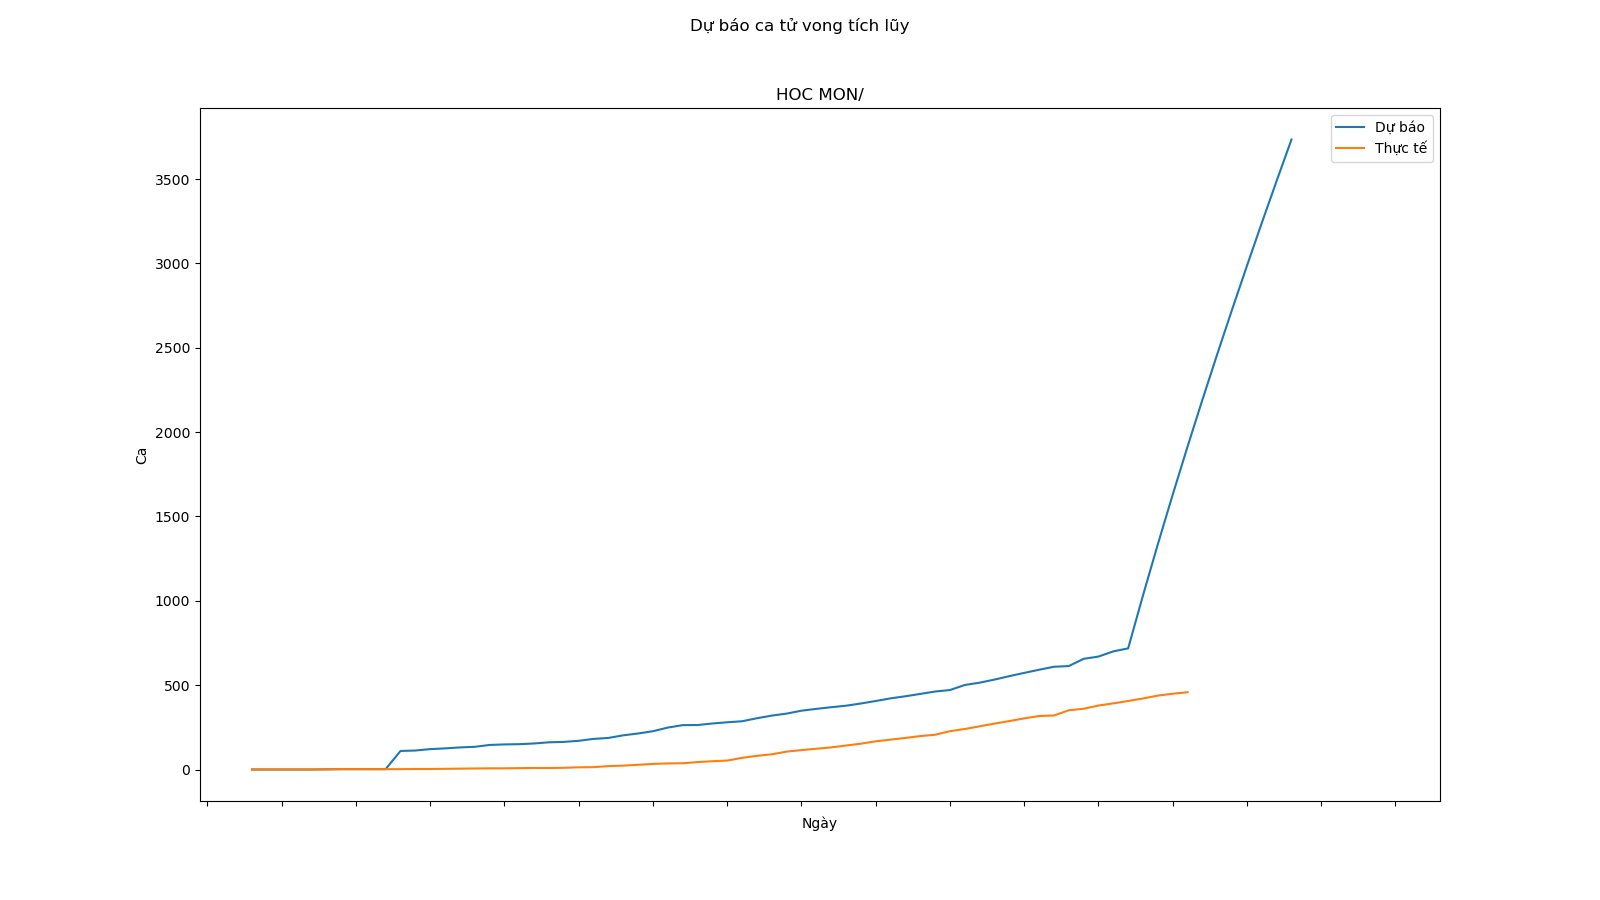 Dự báo ca tử vong tích lũy
HOC MON/
Dự báo
Thực tế
3500
3000
2500
2000
1500
1000
500
0
Ca
Ngày